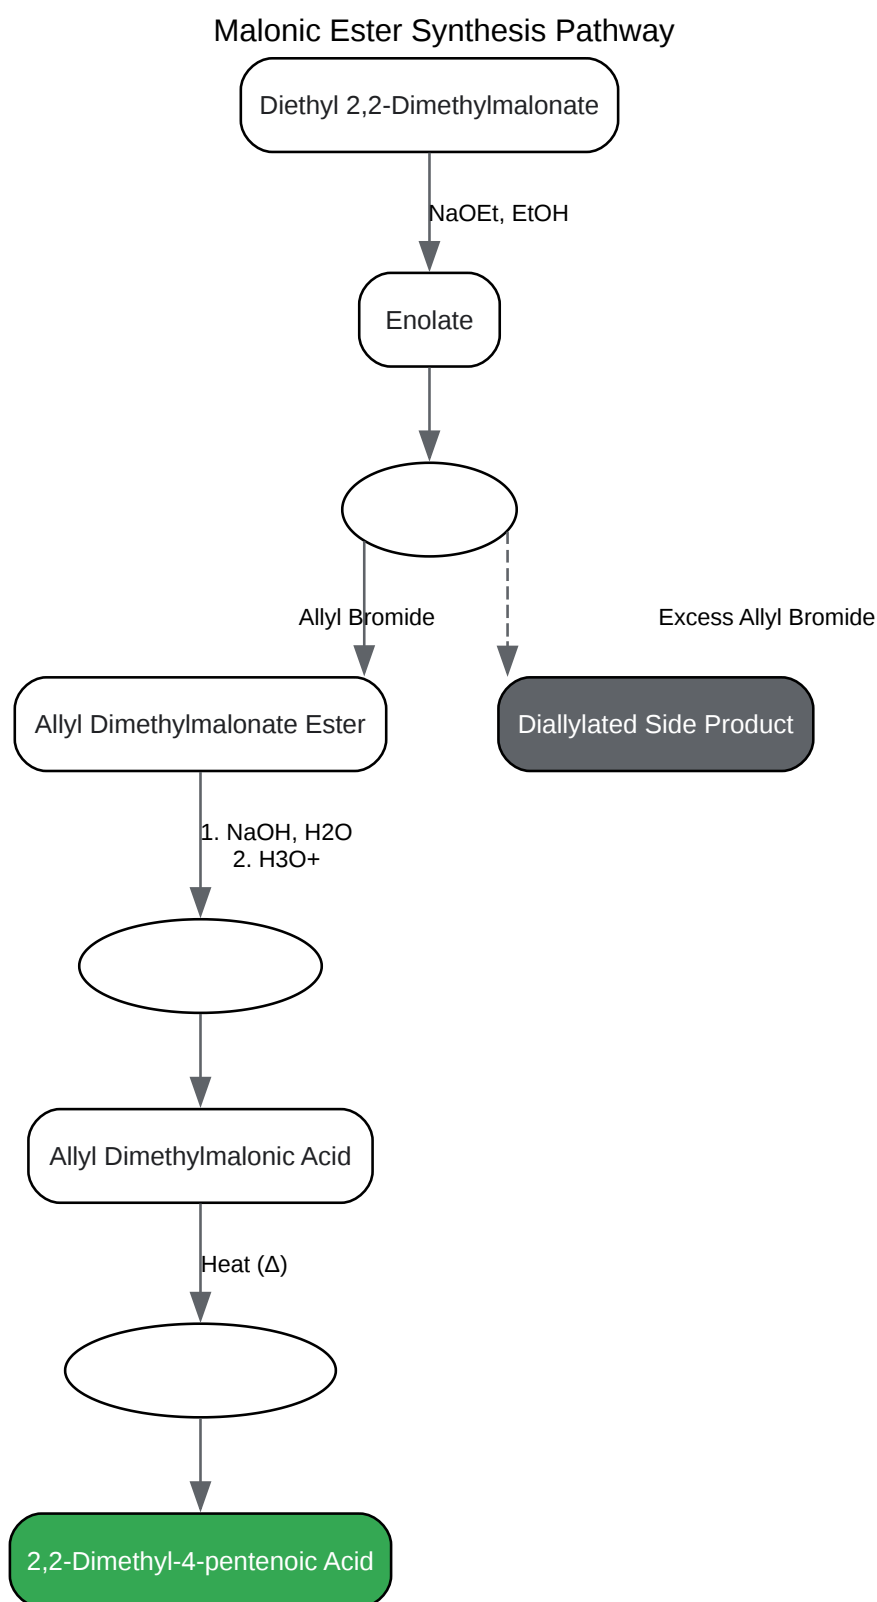 Malonic Ester Synthesis Pathway
Diethyl 2,2-Dimethylmalonate
NaOEt, EtOH
Enolate
Allyl Bromide
Excess Allyl Bromide
Allyl Dimethylmalonate Ester
Diallylated Side Product
1. NaOH, H2O
2. H3O+
Allyl Dimethylmalonic Acid
Heat (Δ)
2,2-Dimethyl-4-pentenoic Acid